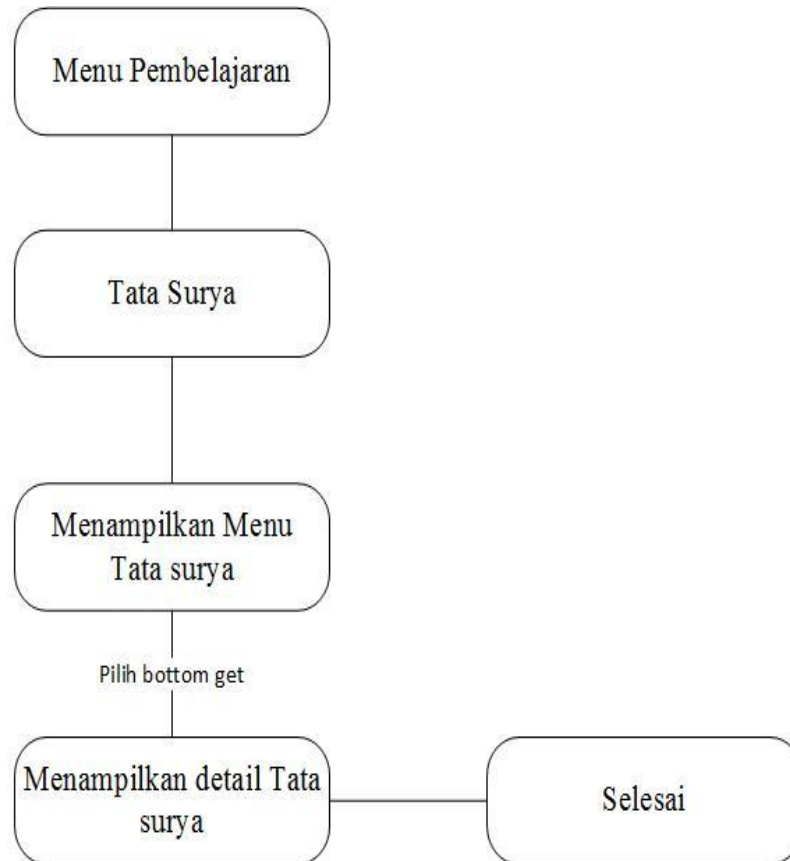 Menu Pembelajaran
Tata Surya
Menampilkan Menu
Tata surya
Pilih bottom get
Menampilkan detail Tata
surya
Selesai